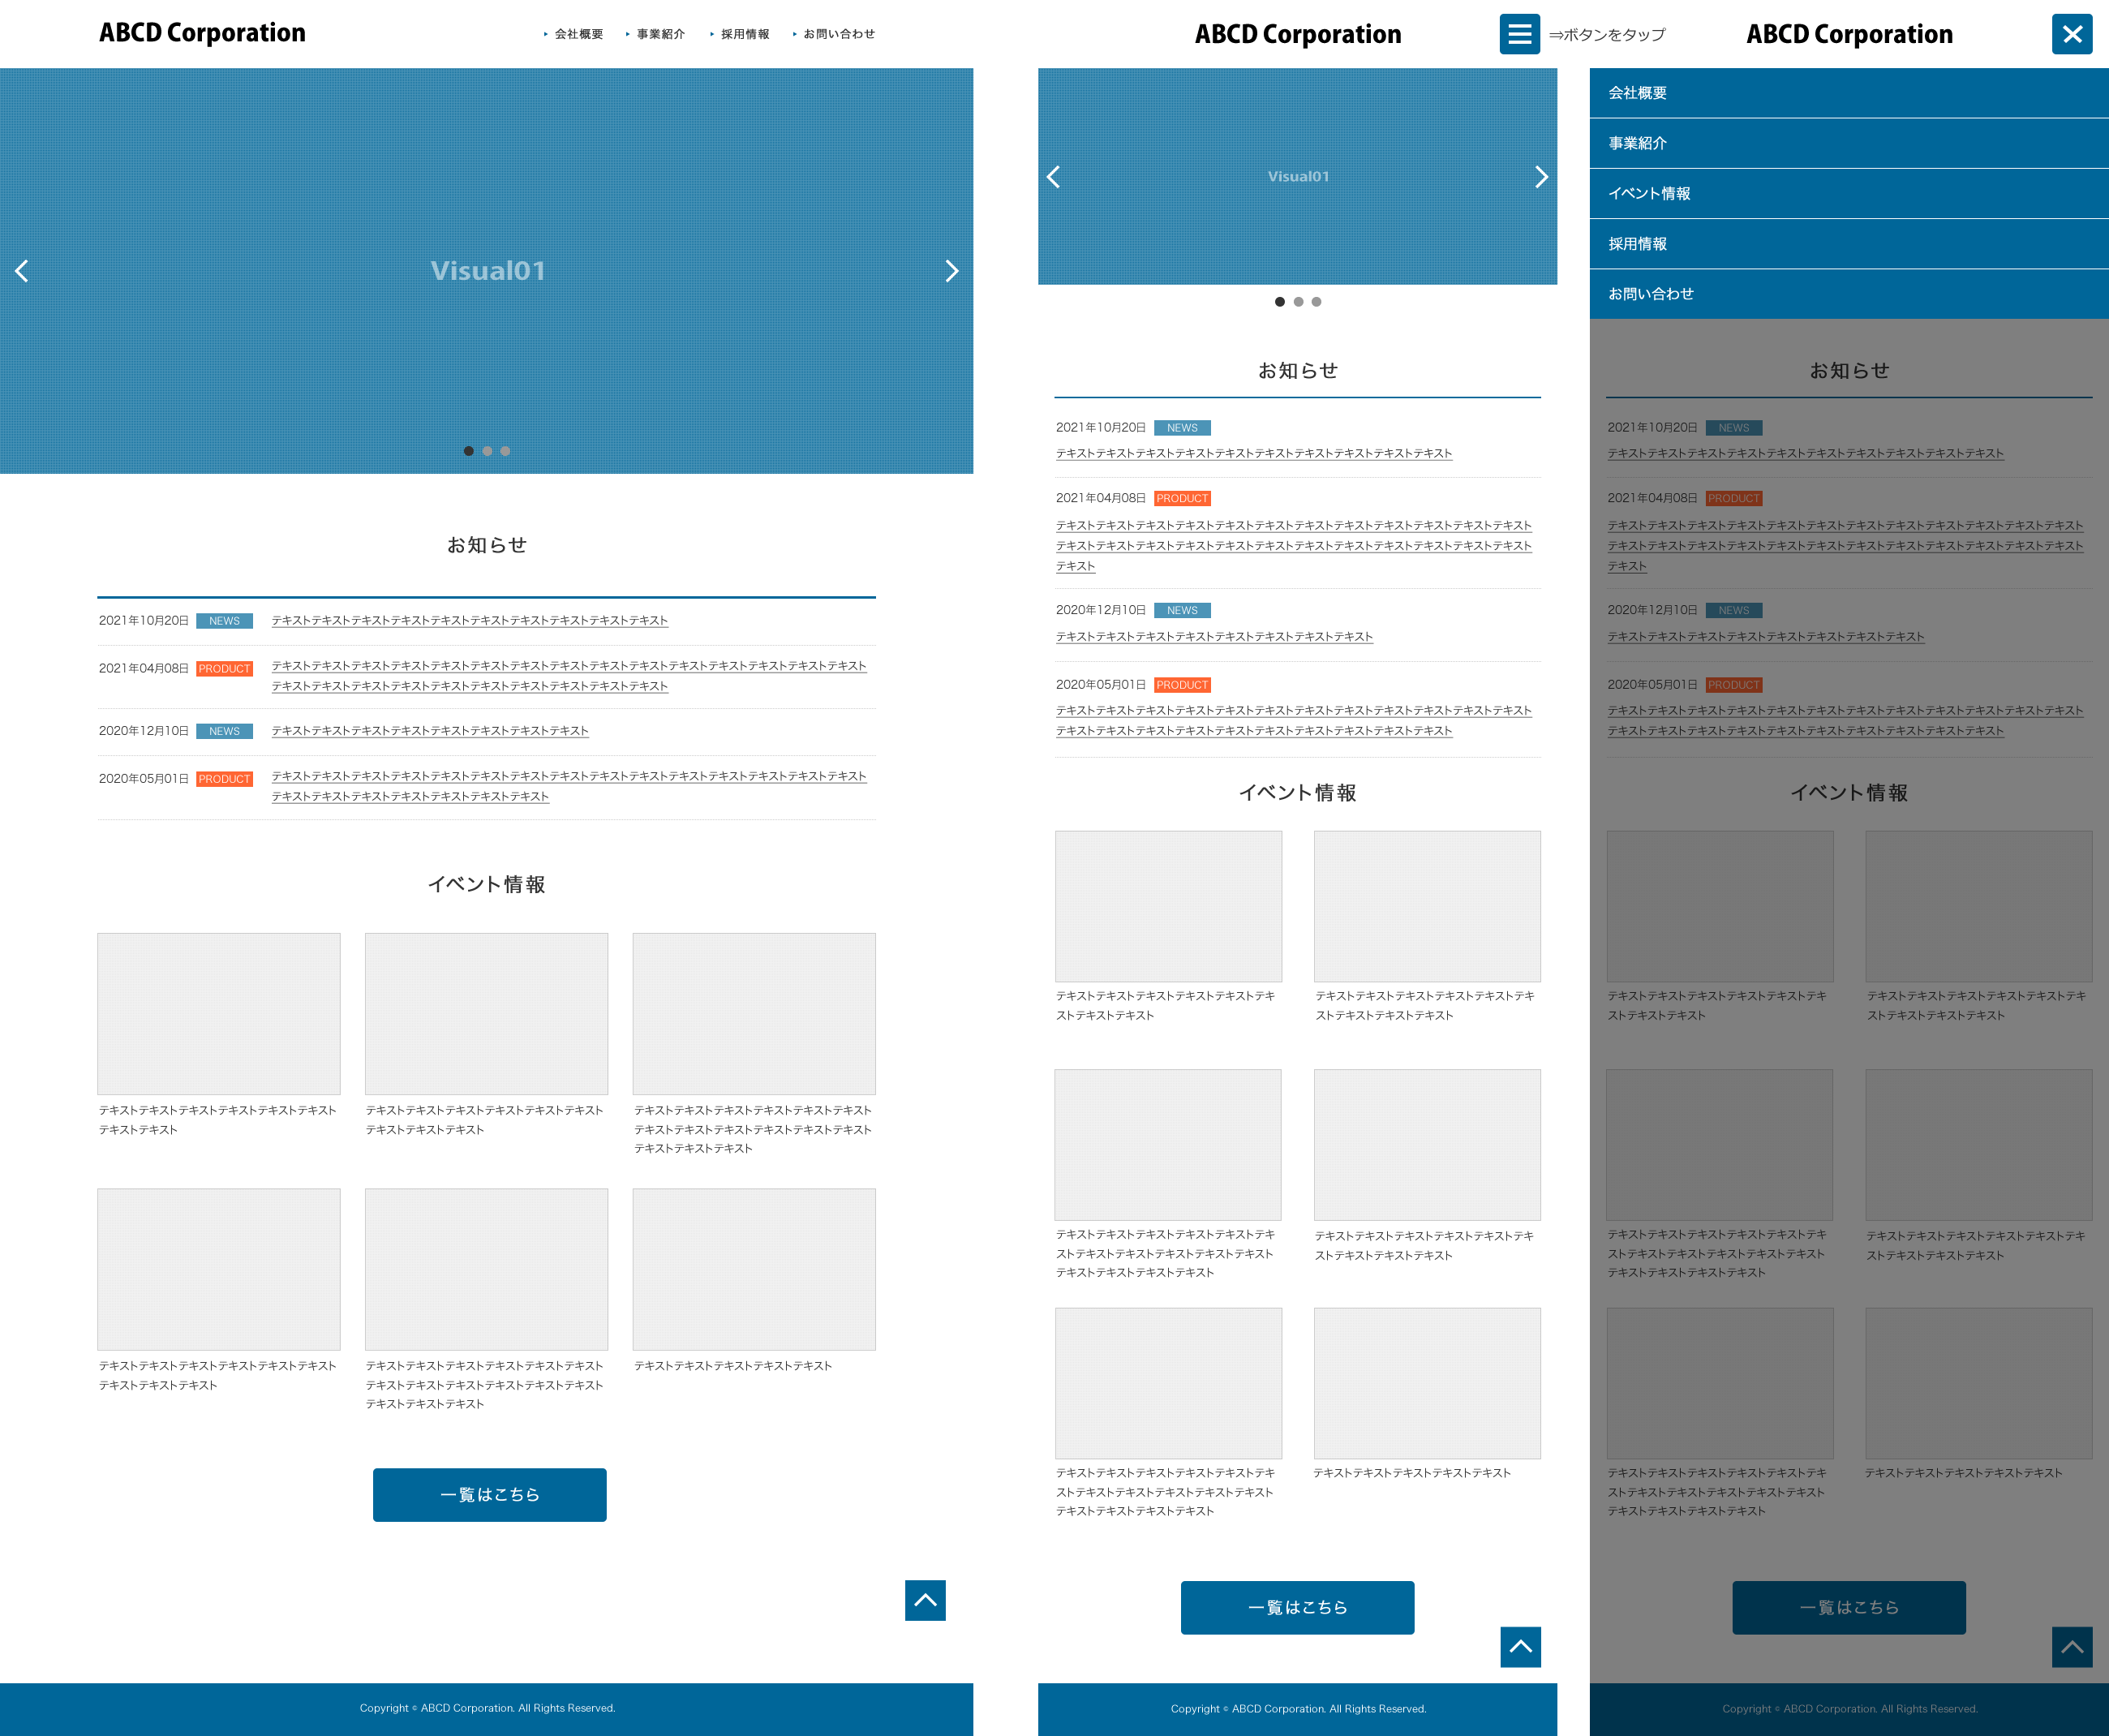 ABCD Corporation
会社概要
事業紹介
採用情報
お問い合わせ
Visual01
お知らせ
2021年10月20日 NEWS テキストテキストテキストテキストテキストテキストテキストテキストテキストテキスト
2021年04月08日 PRODUCT テキストテキストテキストテキストテキストテキストテキストテキストテキストテキストテキストテキストテキストテキストテキスト
テキストテキストテキストテキストテキストテキストテキストテキストテキストテキスト
2020年12月10日 NEWS テキストテキストテキストテキストテキストテキストテキストテキスト
2020年05月01日 PRODUCT テキストテキストテキストテキストテキストテキストテキストテキストテキストテキストテキストテキストテキストテキストテキスト
テキストテキストテキストテキストテキストテキストテキスト
イベント情報
テキストテキストテキストテキストテキストテキスト
テキストテキスト
テキストテキストテキストテキストテキストテキスト
テキストテキストテキスト
テキストテキストテキストテキストテキストテキスト
テキストテキストテキストテキストテキストテキスト
テキストテキストテキスト
テキストテキストテキストテキストテキストテキスト
テキストテキストテキスト
テキストテキストテキストテキストテキストテキスト
テキストテキストテキストテキストテキストテキスト
テキストテキストテキスト
テキストテキストテキストテキストテキスト
一覧はこちら
Copyright © ABCD Corporation. All Rights Reserved.
ABCD Corporation
⇒ボタンをタップ
Visual01
お知らせ
2021年10月20日 NEWS
テキストテキストテキストテキストテキストテキストテキストテキストテキストテキスト
2021年04月08日 PRODUCT
テキストテキストテキストテキストテキストテキストテキストテキストテキストテキストテキストテキスト
テキストテキストテキストテキストテキストテキストテキストテキストテキストテキストテキストテキスト
テキスト
2020年12月10日 NEWS
テキストテキストテキストテキストテキストテキストテキストテキスト
2020年05月01日 PRODUCT
テキストテキストテキストテキストテキストテキストテキストテキストテキストテキストテキストテキスト
テキストテキストテキストテキストテキストテキストテキストテキストテキストテキスト
イベント情報
テキストテキストテキストテキストテキストテキ
ストテキストテキスト
テキストテキストテキストテキストテキストテキ
ストテキストテキストテキスト
テキストテキストテキストテキストテキストテキ
ストテキストテキストテキストテキストテキスト
テキストテキストテキストテキスト
テキストテキストテキストテキストテキストテキ
ストテキストテキストテキスト
テキストテキストテキストテキストテキストテキ
ストテキストテキストテキストテキストテキスト
テキストテキストテキストテキスト
テキストテキストテキストテキストテキスト
一覧はこちら
Copyright © ABCD Corporation. All Rights Reserved.
ABCD Corporation
会社概要
事業紹介
イベント情報
採用情報
お問い合わせ
お知らせ
2021年10月20日 NEWS
テキストテキストテキストテキストテキストテキストテキストテキストテキストテキスト
2021年04月08日 PRODUCT
テキストテキストテキストテキストテキストテキストテキストテキストテキストテキストテキストテキスト
テキストテキストテキストテキストテキストテキストテキストテキストテキストテキストテキストテキスト
テキスト
2020年12月10日 NEWS
テキストテキストテキストテキストテキストテキストテキストテキスト
2020年05月01日 PRODUCT
テキストテキストテキストテキストテキストテキストテキストテキストテキストテキストテキストテキスト
テキストテキストテキストテキストテキストテキストテキストテキストテキストテキスト
イベント情報
テキストテキストテキストテキストテキストテキ
ストテキストテキスト
テキストテキストテキストテキストテキストテキ
ストテキストテキストテキスト
テキストテキストテキストテキストテキストテキ
ストテキストテキストテキストテキストテキスト
テキストテキストテキストテキスト
テキストテキストテキストテキストテキストテキ
ストテキストテキストテキスト
テキストテキストテキストテキストテキストテキ
ストテキストテキストテキストテキストテキスト
テキストテキストテキストテキスト
テキストテキストテキストテキストテキスト
一覧はこちら
Copyright © ABCD Corporation. All Rights Reserved.